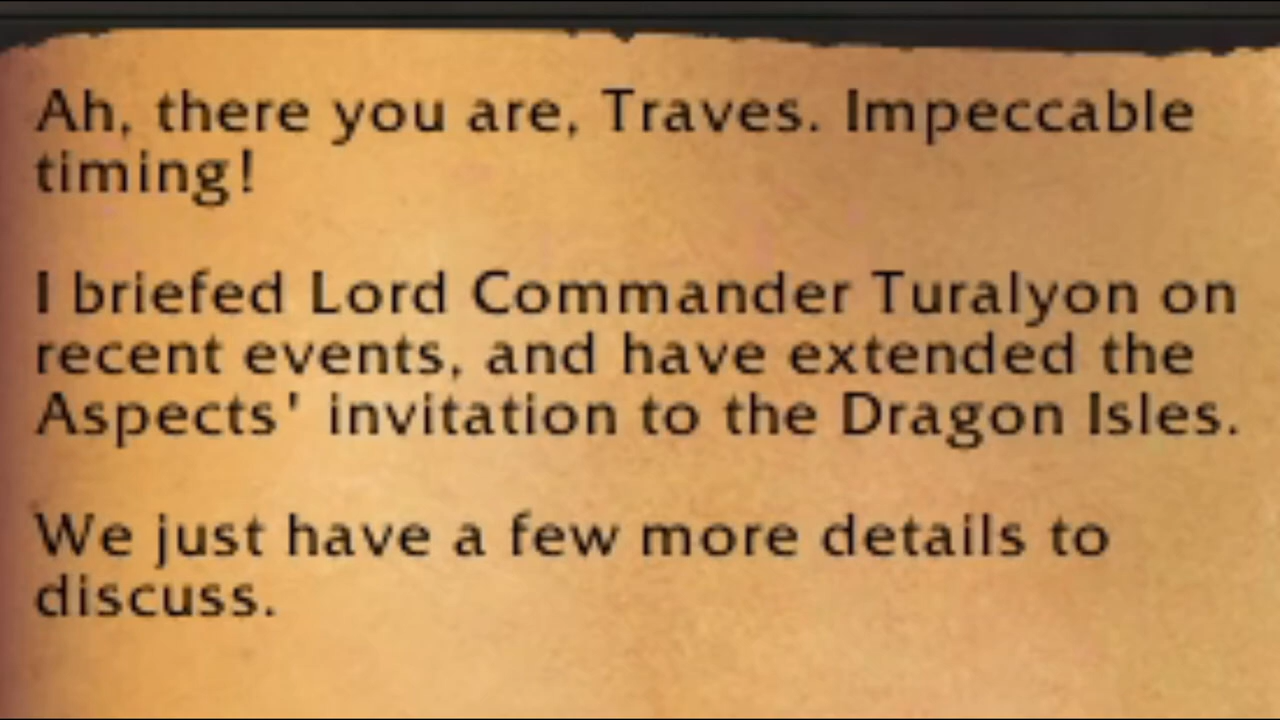 Ah, there you are, Traves. Impeccable
timing!
I briefed Lord Commander Turalyon on
recent events, and have extended the
Aspects' invitation to the Dragon Isles.
We just have a few more details to
discuss.